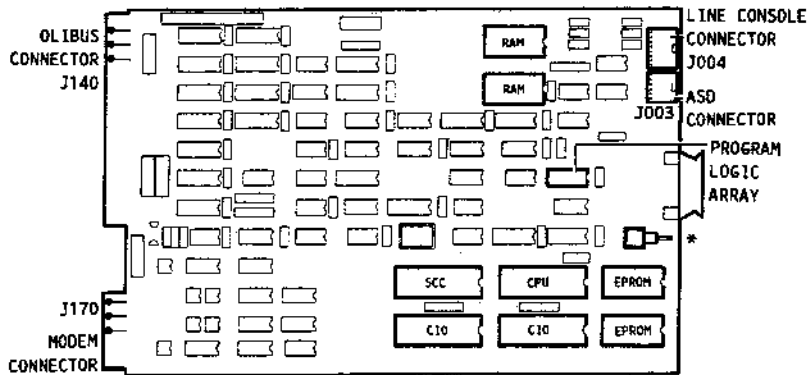 OLIBUS
CONNECTOR
J140
RAM
RAM
LINE CONSOLE
CONNECTOR
J004
J003
ASD
CONNECTOR
PROGRAM
LOGIC
ARRAY
*
SCC
CPU
EPROM
CIO
CIO
EPROM
J170
MODEM
CONNECTOR